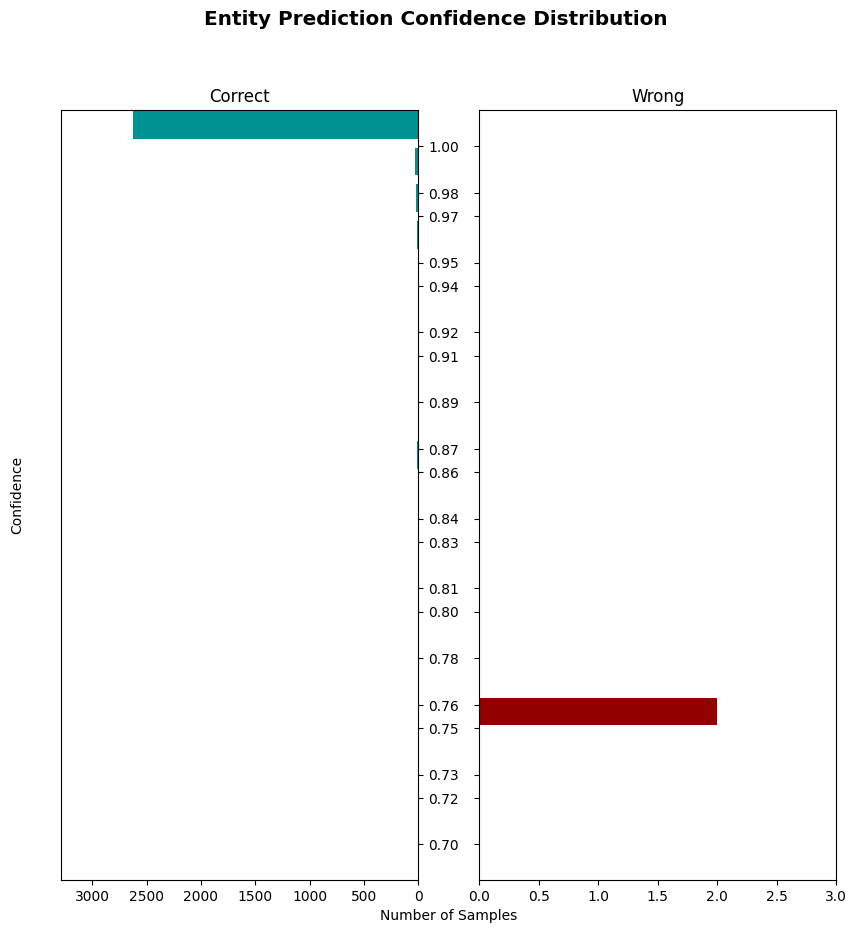 Entity Prediction Confidence Distribution
Correct
Wrong
1.00
0.98
0.97
0.95
0.94
0.92
0.91
0.89
0.87
0.86
0.84
0.83
0.81
0.80
0.78
0.76
0.75
0.73
0.72
0.70
Confidence
3000 2500 2000 1500 1000 500 0
0.0 0.5 1.0 1.5 2.0 2.5 3.0
Number of Samples